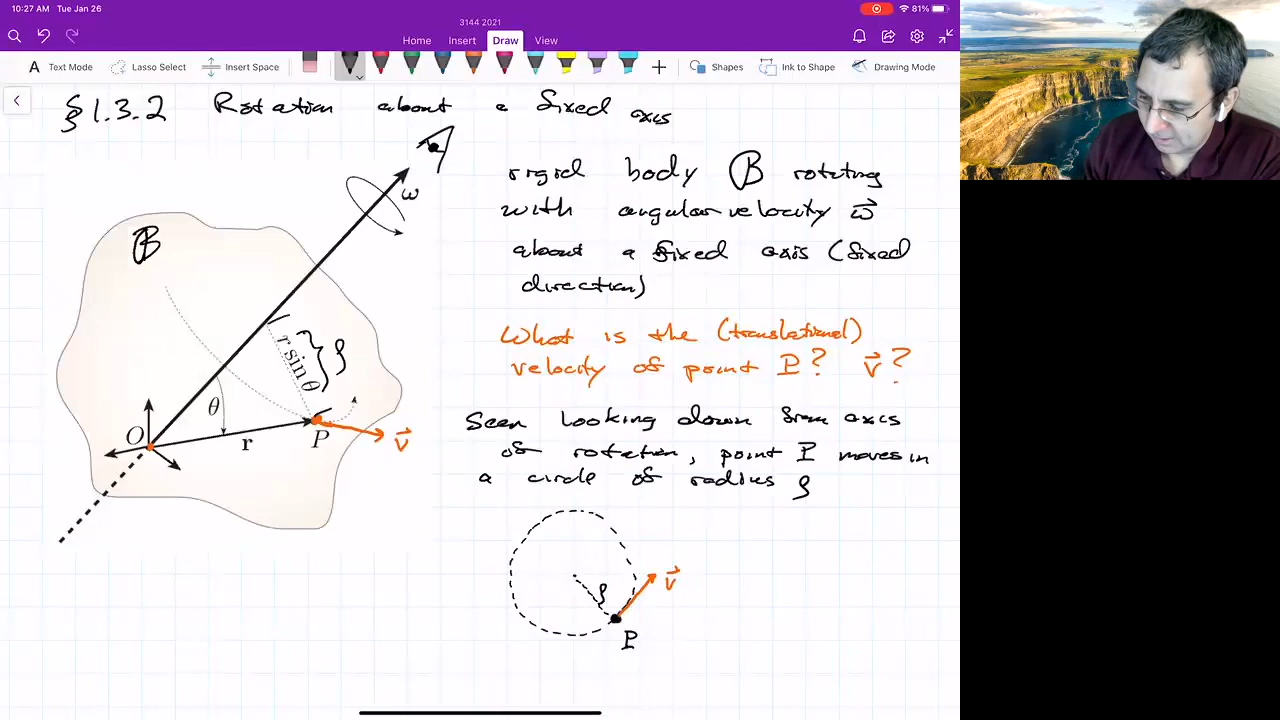 10:27 AM Tue Jan 26
81%
3144 2021
Home Insert Draw View
Text Mode Lasso Select Insert Space Shapes Ink to Shape Drawing Mode
§ 1.3.2 Rotation about a fixed axis
ω
B
r sin θ
ρ
θ
O
r
P
v⃗
rigid body B rotating
with angular velocity ω⃗
about a fixed axis (fixed
direction)
What is the (translational)
velocity of point P? v⃗?
Seen looking down from axis
of rotation, point P moves in
a circle of radius ρ
ρ
v⃗
P